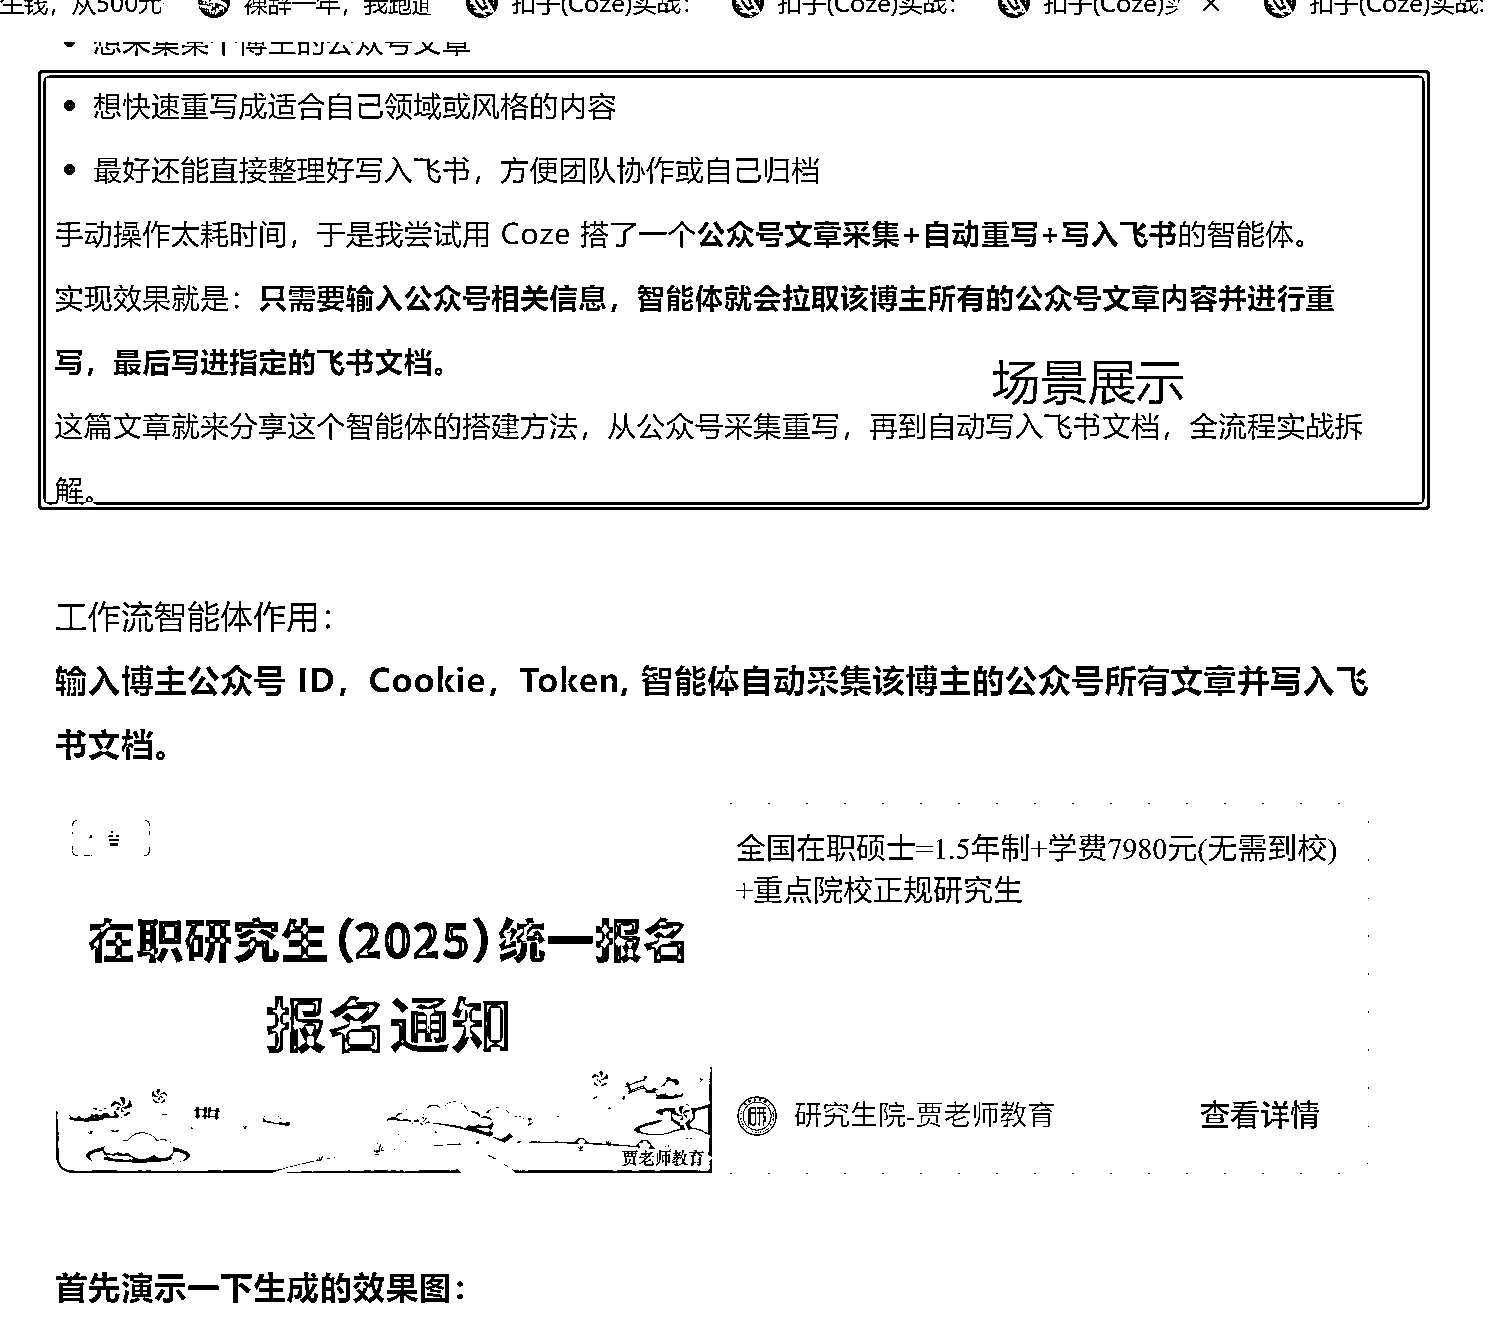 生钱，从500元
裸辞一年，我跑通
扣子(Coze)实战：
扣子(Coze)实战：
扣子(Coze)
扣子(Coze)实战:
想采集某个博主的公众号文章
想快速重写成适合自己领域或风格的内容
最好还能直接整理好写入飞书，方便团队协作或自己归档
手动操作太耗时间，于是我尝试用 Coze 搭了一个公众号文章采集+自动重写+写入飞书的智能体。
实现效果就是：只需要输入公众号相关信息，智能体就会拉取该博主所有的公众号文章内容并进行重
写，最后写进指定的飞书文档。
场景展示
这篇文章就来分享这个智能体的搭建方法，从公众号采集重写，再到自动写入飞书文档，全流程实战拆
解。
工作流智能体作用：
输入博主公众号 ID，Cookie，Token, 智能体自动采集该博主的公众号所有文章并写入飞
书文档。
全国在职硕士=1.5年制+学费7980元(无需到校)
+重点院校正规研究生
在职研究生(2025)统一报名
报名通知
贾老师教育
研
研究生院-贾老师教育
查看详情
首先演示一下生成的效果图：